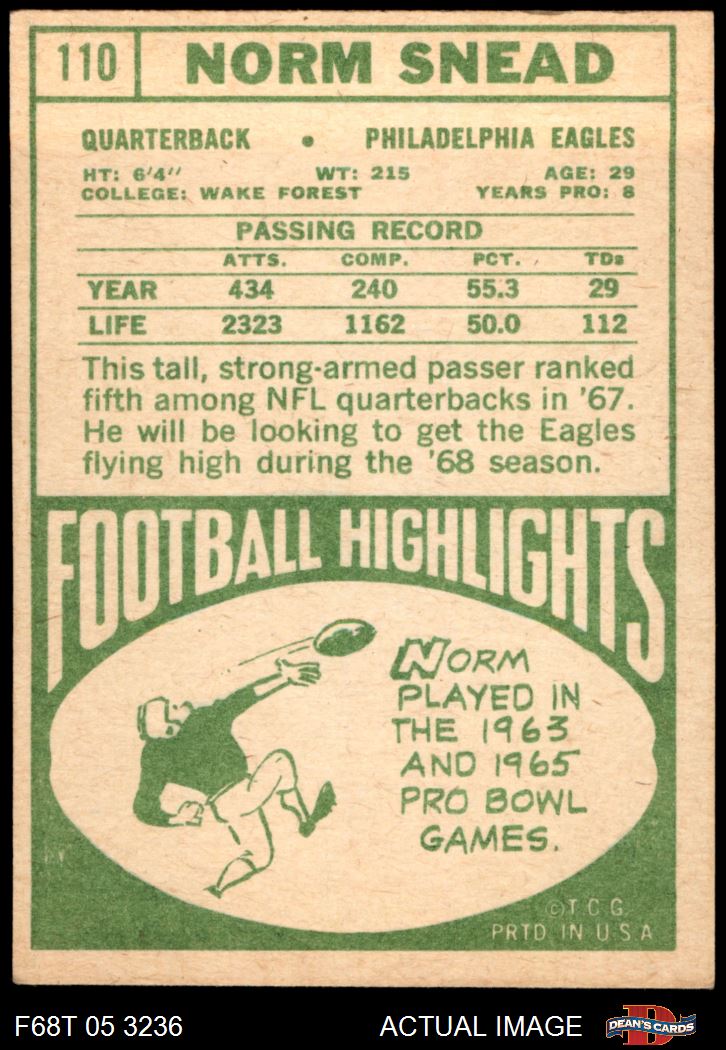 110 NORM SNEAD
QUARTERBACK • PHILADELPHIA EAGLES
HT: 6'4" WT: 215 AGE: 29
COLLEGE: WAKE FOREST YEARS PRO: 8
PASSING RECORD
ATTS. COMP. PCT. TDs
YEAR 434 240 55.3 29
LIFE 2323 1162 50.0 112
This tall, strong-armed passer ranked
fifth among NFL quarterbacks in '67.
He will be looking to get the Eagles
flying high during the '68 season.
FOOTBALL HIGHLIGHTS
NORM
PLAYED IN
THE 1963
AND 1965
PRO BOWL
GAMES.
©T.C.G.
PRTD IN U.S.A
F68T 05 3236 ACTUAL IMAGE D DEAN'S CARDS